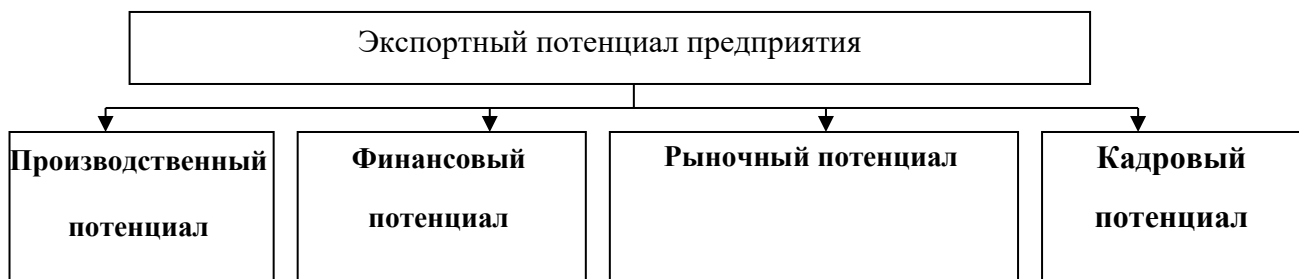 Экспортный потенциал предприятия
Производственный
потенциал
Финансовый
потенциал
Рыночный потенциал
Кадровый
потенциал